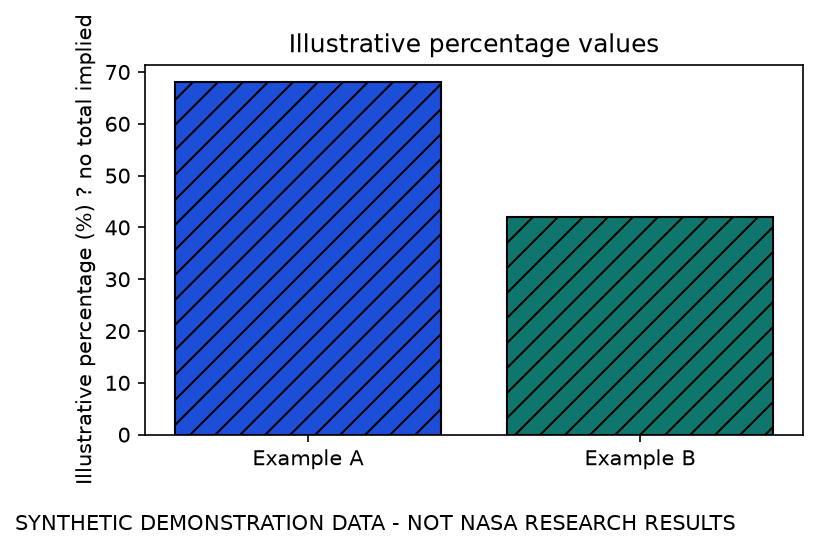 Illustrative percentage values
Illustrative percentage (%) ? no total implied
70
60
50
40
30
20
10
0
Example A
Example B
SYNTHETIC DEMONSTRATION DATA - NOT NASA RESEARCH RESULTS